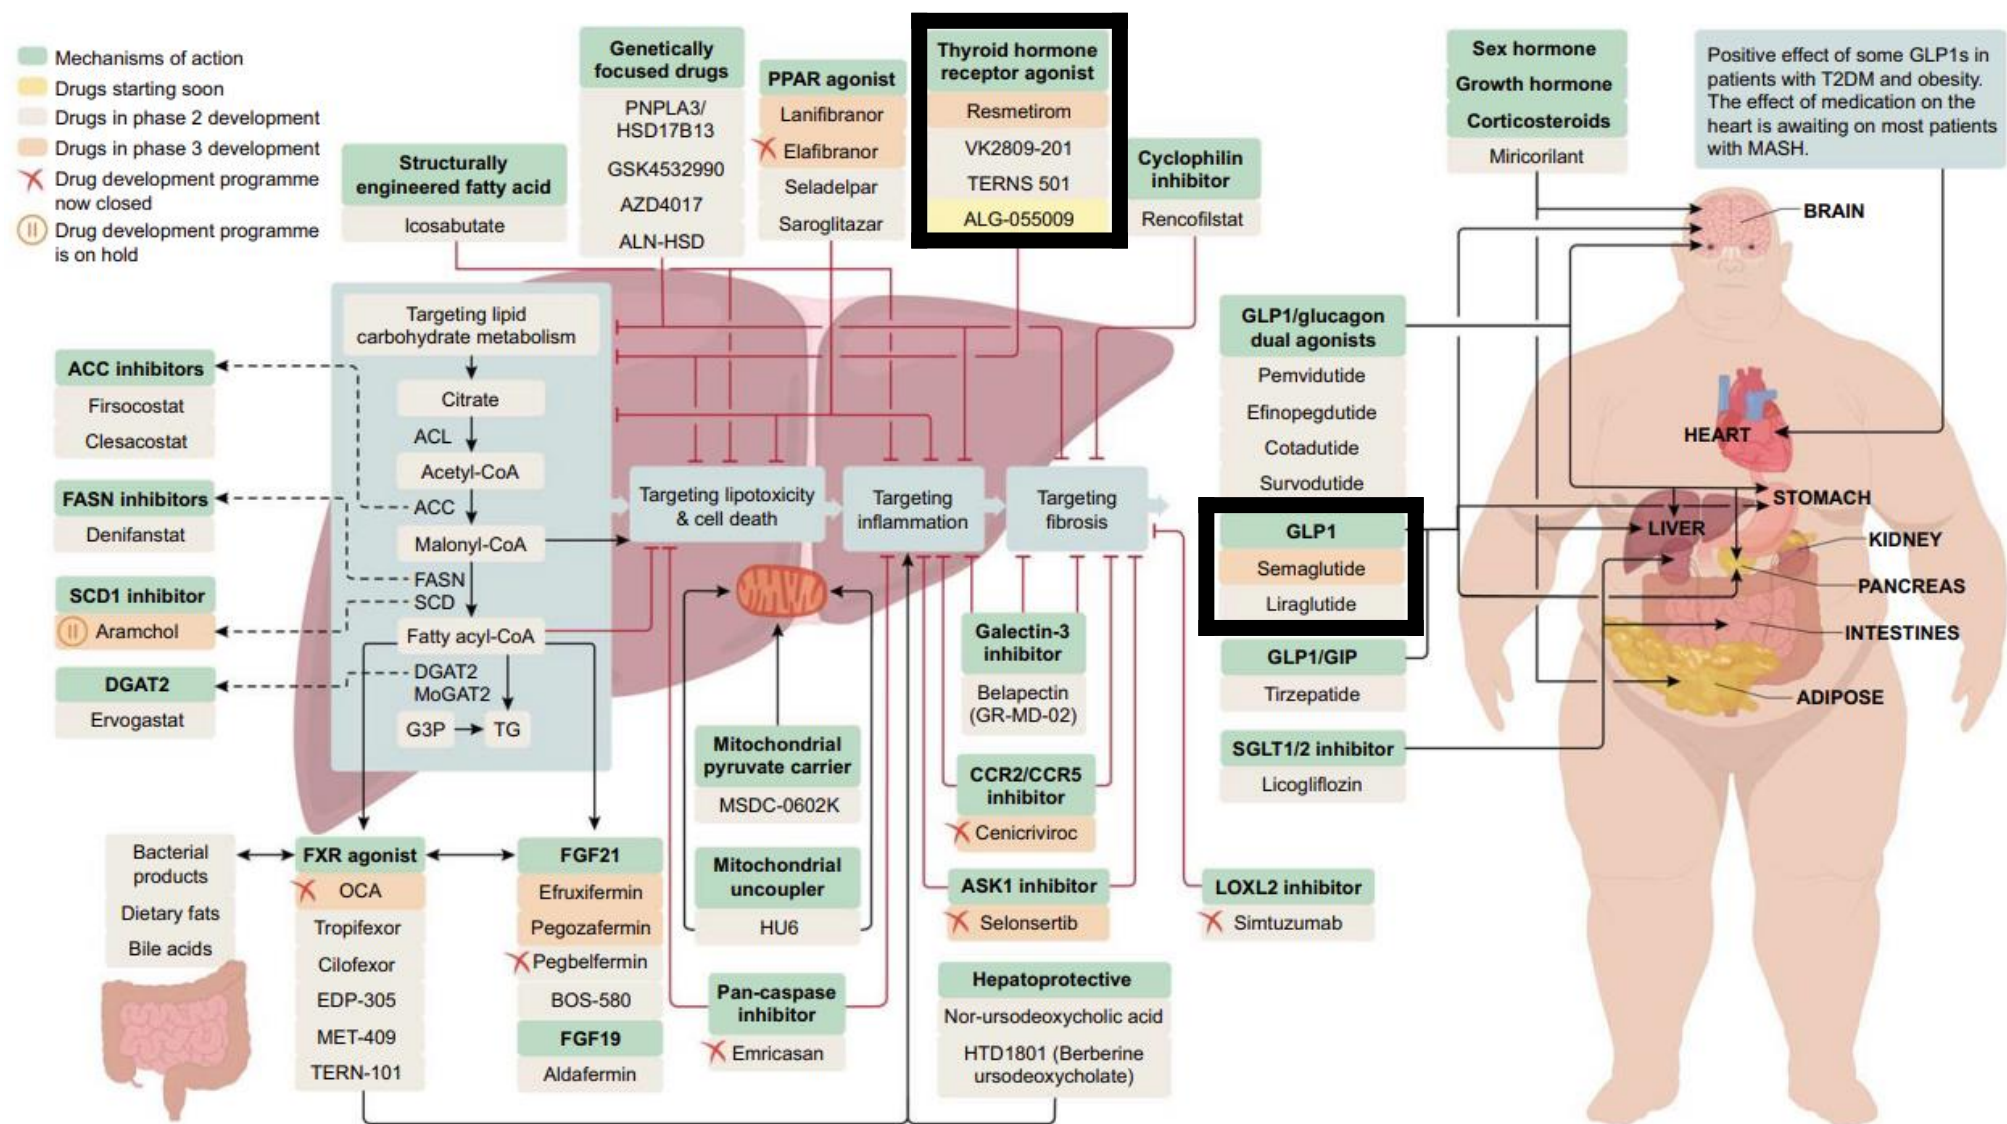 Mechanisms of action
Drugs starting soon
Drugs in phase 2 development
Drugs in phase 3 development
Drug development programme
now closed
Drug development programme
is on hold
Structurally
engineered fatty acid
Icosabutate
Genetically
focused drugs
PNPLA3/
HSD17B13
GSK4532990
AZD4017
ALN-HSD
PPAR agonist
Lanifibranor
Elafibranor
Seladelpar
Saroglitazar
Thyroid hormone
receptor agonist
Resmetirom
VK2809-201
TERNS 501
ALG-055009
Cyclophilin
inhibitor
Rencofilstat
Sex hormone
Growth hormone
Corticosteroids
Miricorilant
Positive effect of some GLP1s in
patients with T2DM and obesity.
The effect of medication on the
heart is awaiting on most patients
with MASH.
ACC inhibitors
Firsocostat
Clesacostat
FASN inhibitors
Denifanstat
SCD1 inhibitor
Aramchol
DGAT2
Ervogastat
Targeting lipid
carbohydrate metabolism
Citrate
ACL
Acetyl-CoA
ACC
Malonyl-CoA
FASN
SCD
Fatty acyl-CoA
DGAT2
MoGAT2
G3P
TG
Targeting lipotoxicity
& cell death
Targeting
inflammation
Targeting
fibrosis
GLP1/glucagon
dual agonists
Pemvidutide
Efinopegdutide
Cotadutide
Survodutide
GLP1
Semaglutide
Liraglutide
GLP1/GIP
Tirzepatide
SGLT1/2 inhibitor
Licogliflozin
BRAIN
HEART
STOMACH
LIVER
KIDNEY
PANCREAS
INTESTINES
ADIPOSE
Bacterial
products
Dietary fats
Bile acids
FXR agonist
OCA
Tropifexor
Cilofexor
EDP-305
MET-409
TERN-101
FGF21
Efruxifermin
Pegozafermin
Pegbelfermin
BOS-580
FGF19
Aldafermin
Mitochondrial
pyruvate carrier
MSDC-0602K
Mitochondrial
uncoupler
HU6
Pan-caspase
inhibitor
Emricasan
Galectin-3
inhibitor
Belapectin
(GR-MD-02)
CCR2/CCR5
inhibitor
Cenicriviroc
ASK1 inhibitor
Selonsertib
Hepatoprotective
Nor-ursodeoxycholic acid
HTD1801 (Berberine
ursodeoxycholate)
LOXL2 inhibitor
Simtuzumab